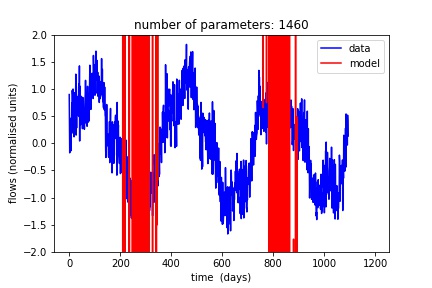 number of parameters: 1460
flows (normalised units)
2.0
1.5
1.0
0.5
0.0
−0.5
−1.0
−1.5
−2.0
data
model
0 200 400 600 800 1000 1200
time (days)